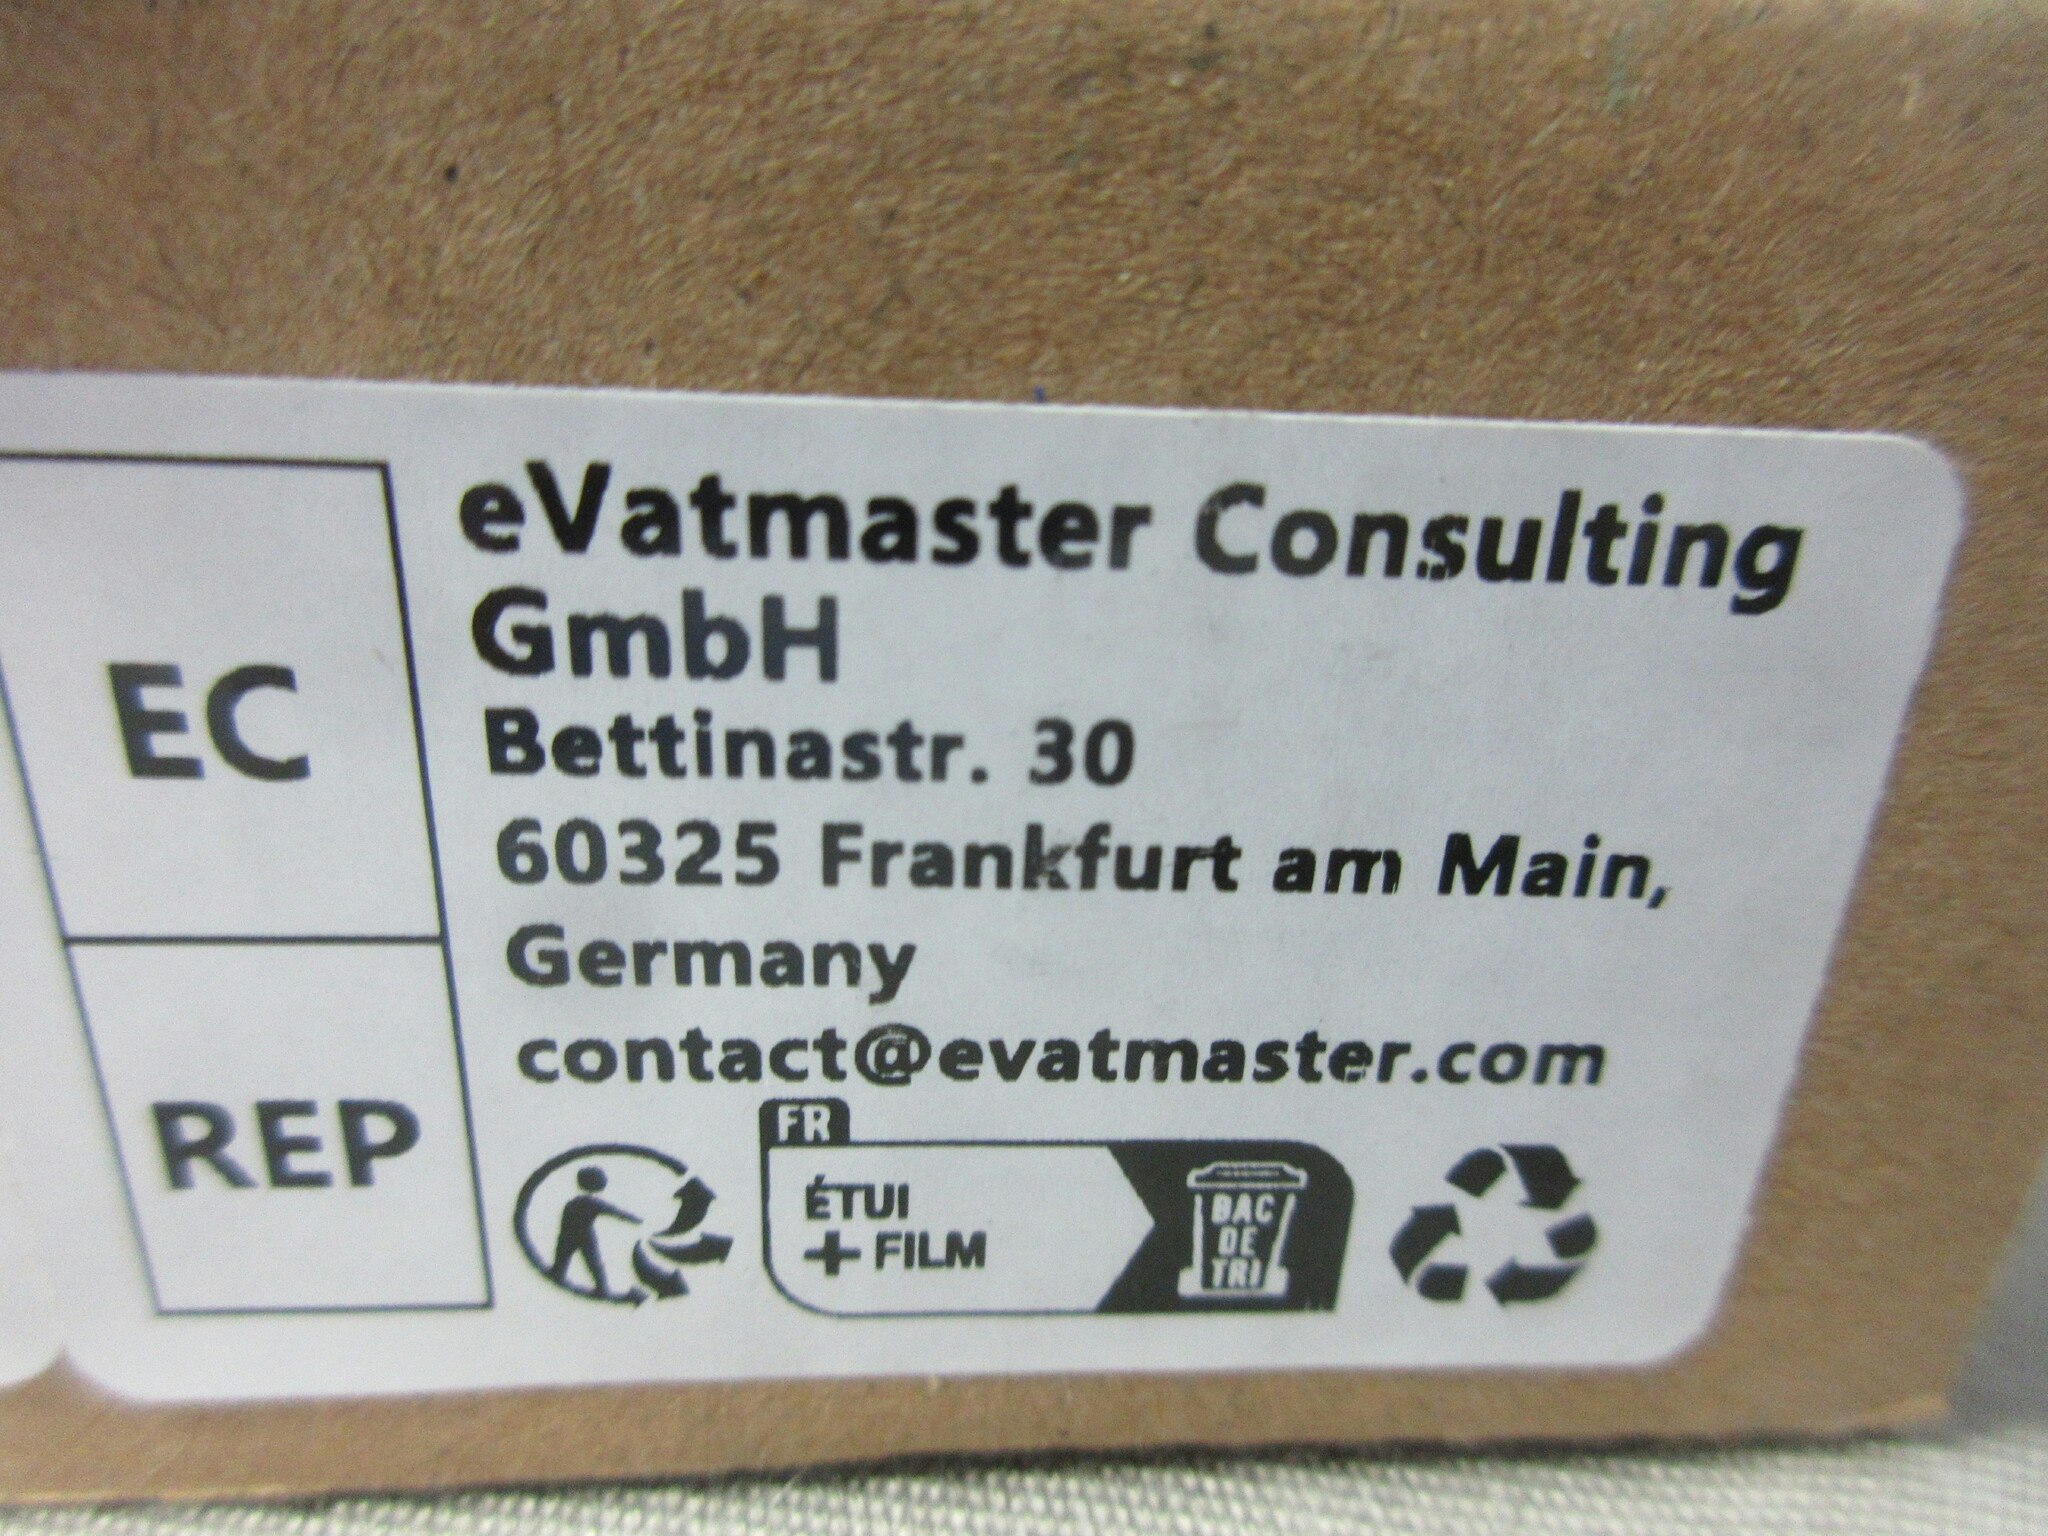 EC
REP
eVatmaster Consulting
GmbH
Bettinastr. 30
60325 Frankfurt am Main,
Germany
contact@evatmaster.com
FR
ÉTUI
+ FILM
BAC
DE
TRI